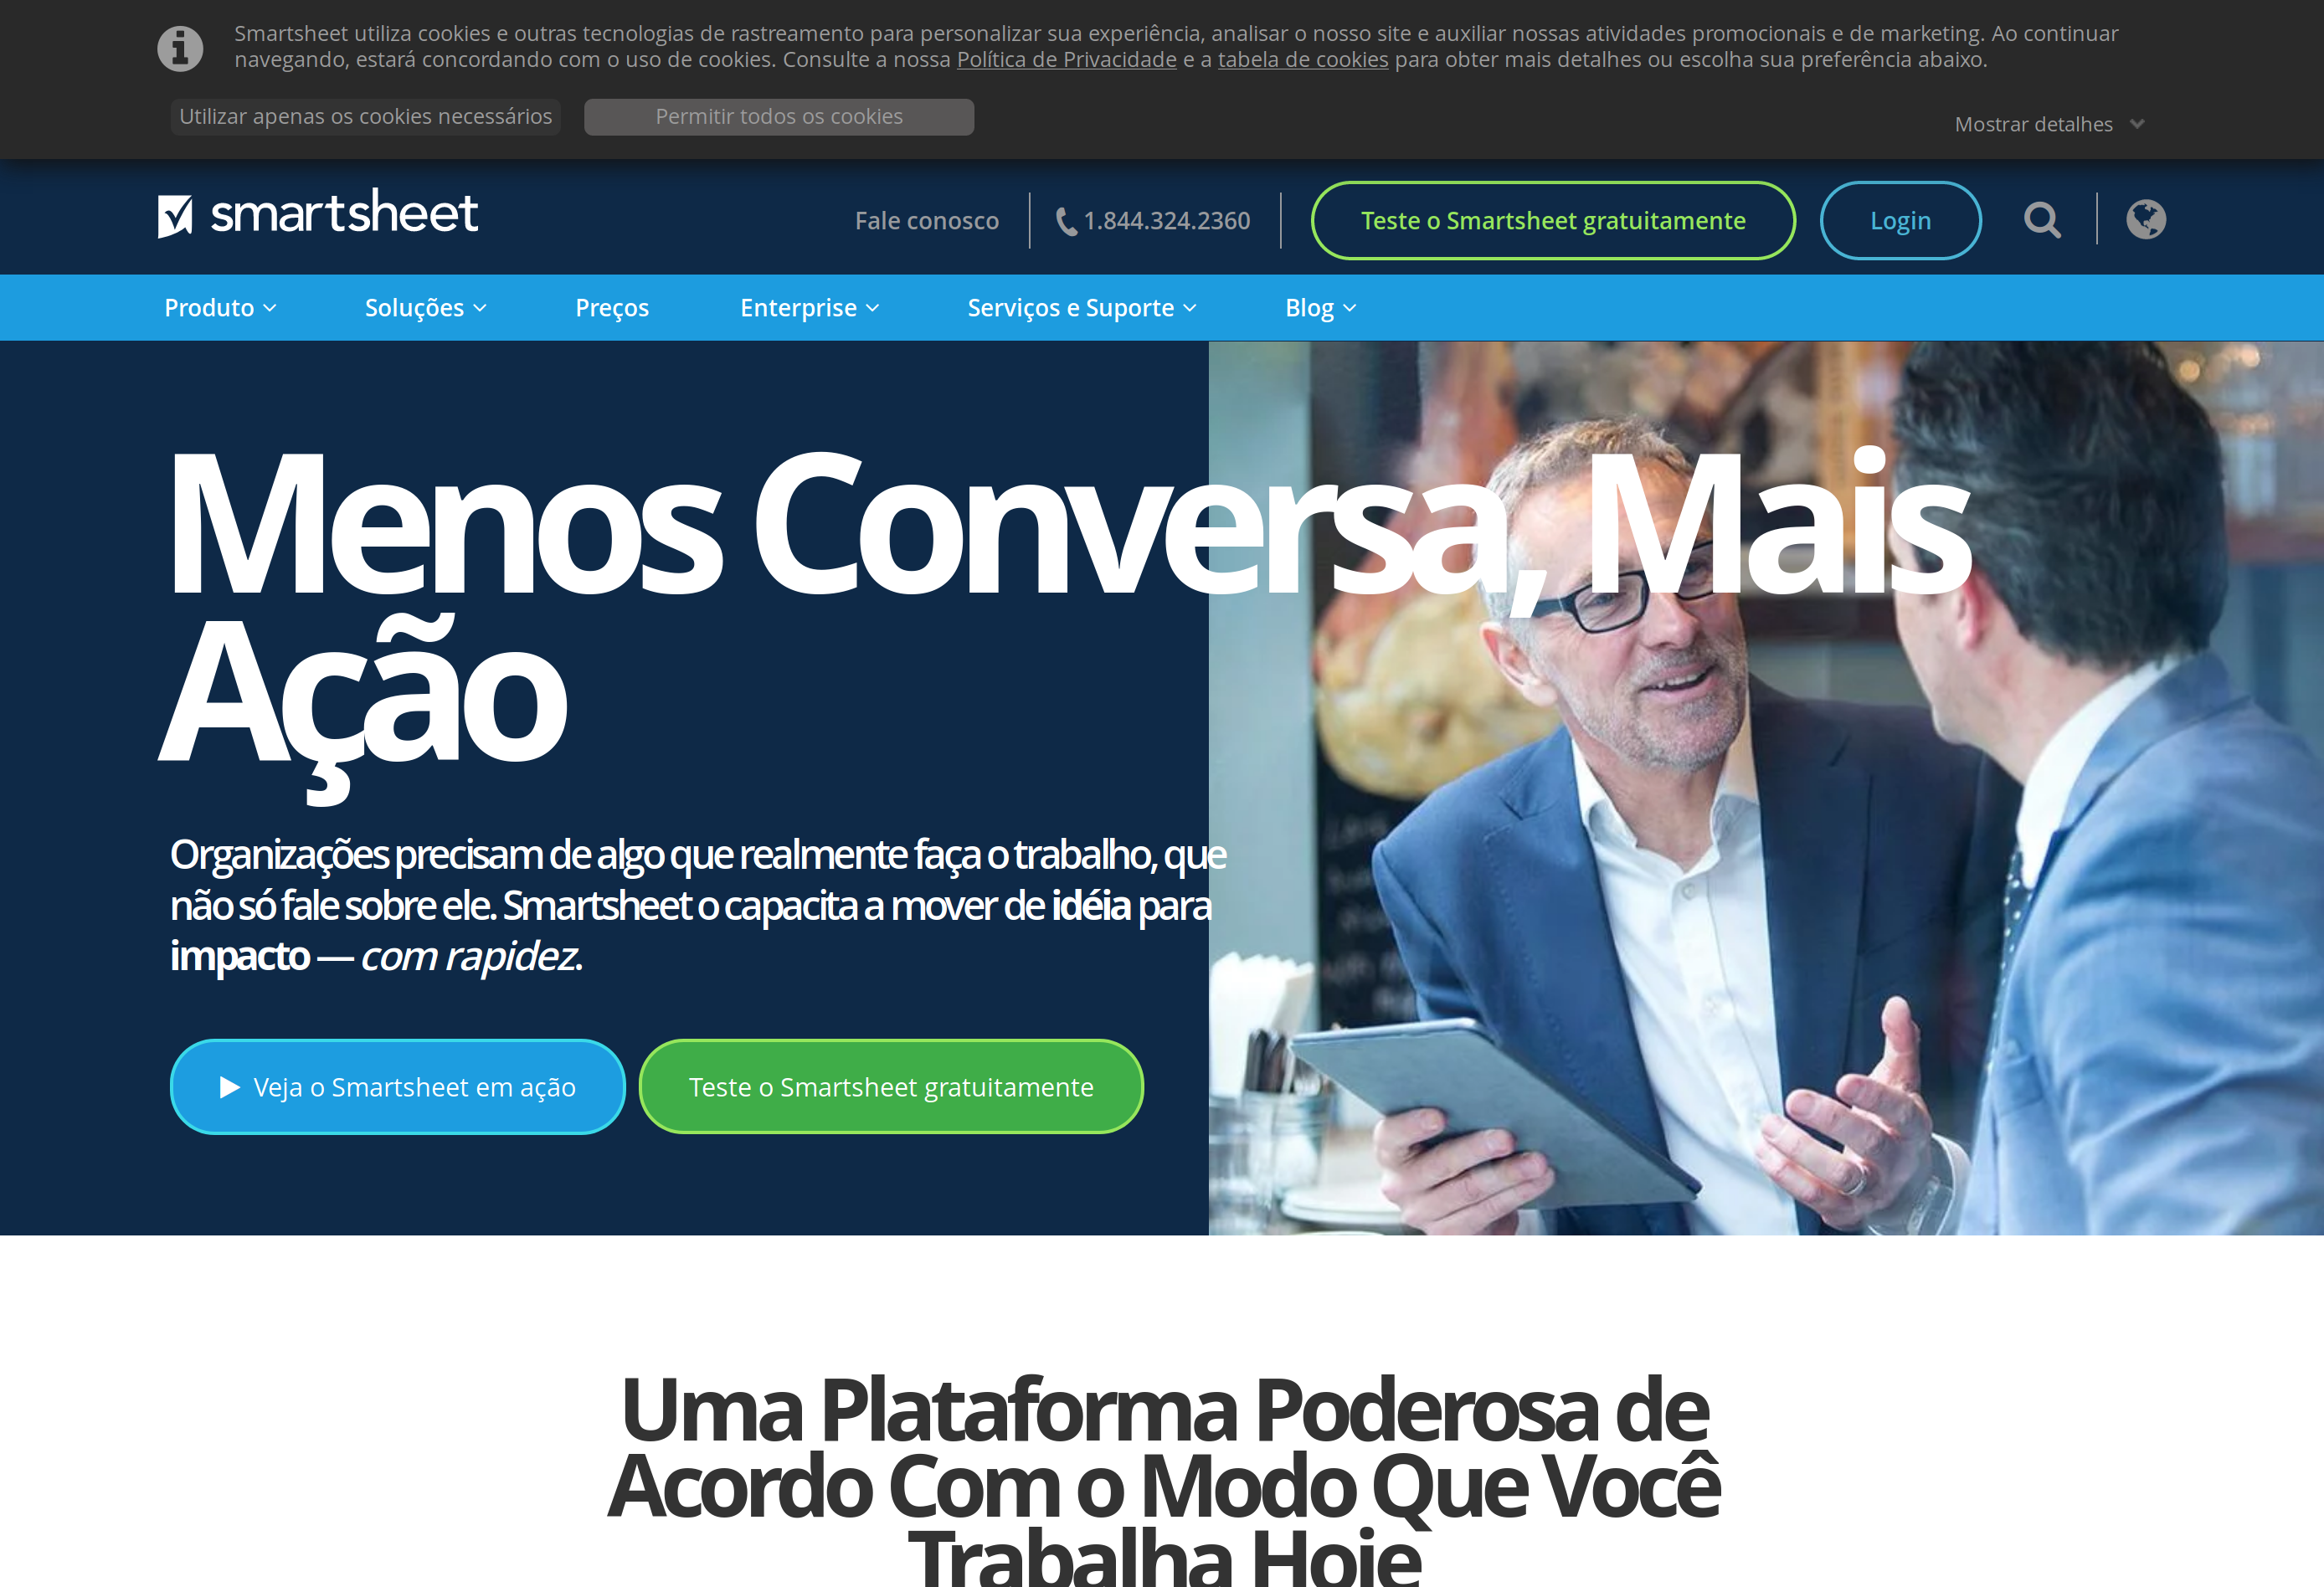 Smartsheet utiliza cookies e outras tecnologias de rastreamento para personalizar sua experiência, analisar o nosso site e auxiliar nossas atividades promocionais e de marketing. Ao continuar
navegando, estará concordando com o uso de cookies. Consulte a nossa Política de Privacidade e a tabela de cookies para obter mais detalhes ou escolha sua preferência abaixo.
Utilizar apenas os cookies necessários
Permitir todos os cookies
Mostrar detalhes
smartsheet
Fale conosco
1.844.324.2360
Teste o Smartsheet gratuitamente
Login
Produto
Soluções
Preços
Enterprise
Serviços e Suporte
Blog
Menos Conversa, Mais
Ação
Organizações precisam de algo que realmente faça o trabalho, que
não só fale sobre ele. Smartsheet o capacita a mover de idéia para
impacto — com rapidez.
Veja o Smartsheet em ação
Teste o Smartsheet gratuitamente
Uma Plataforma Poderosa de
Acordo Com o Modo Que Você
Trabalha Hoje